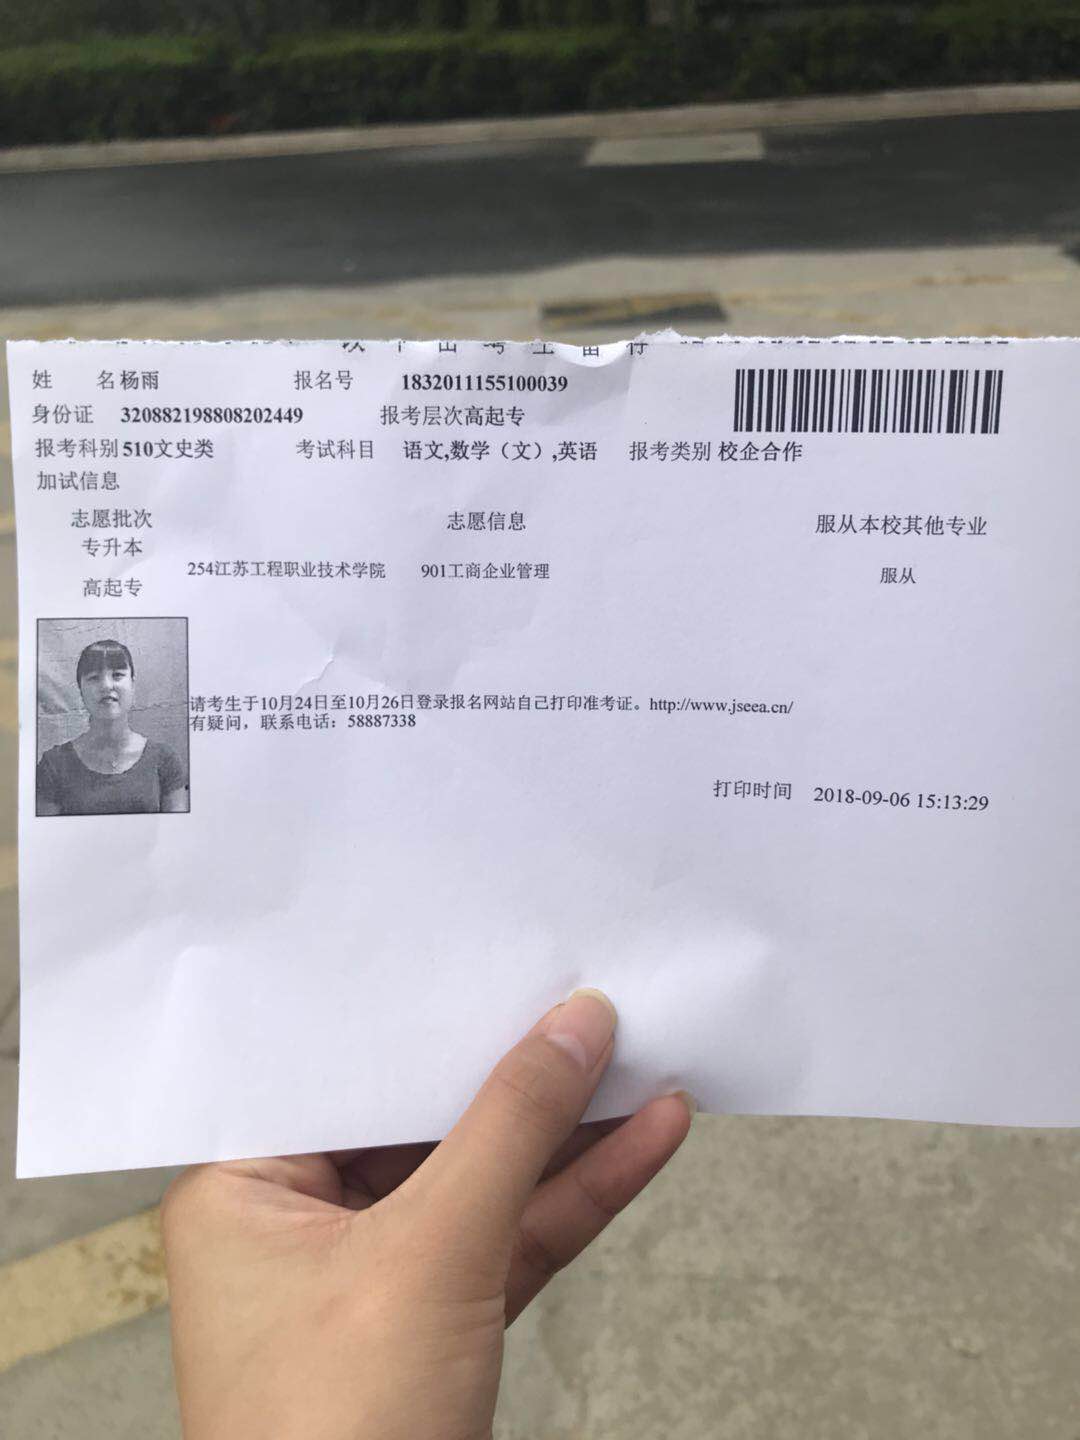 姓 名 杨雨 报名号 1832011155100039
身份证 320882198808202449 报考层次 高起专
报考科别 510文史类 考试科目 语文,数学（文）,英语 报考类别 校企合作
加试信息
志愿批次 志愿信息 服从本校其他专业
专升本
高起专 254江苏工程职业技术学院 901工商企业管理 服从
请考生于10月24日至10月26日登录报名网站自己打印准考证。http://www.jseea.cn/
有疑问，联系电话：58887338
打印时间 2018-09-06 15:13:29